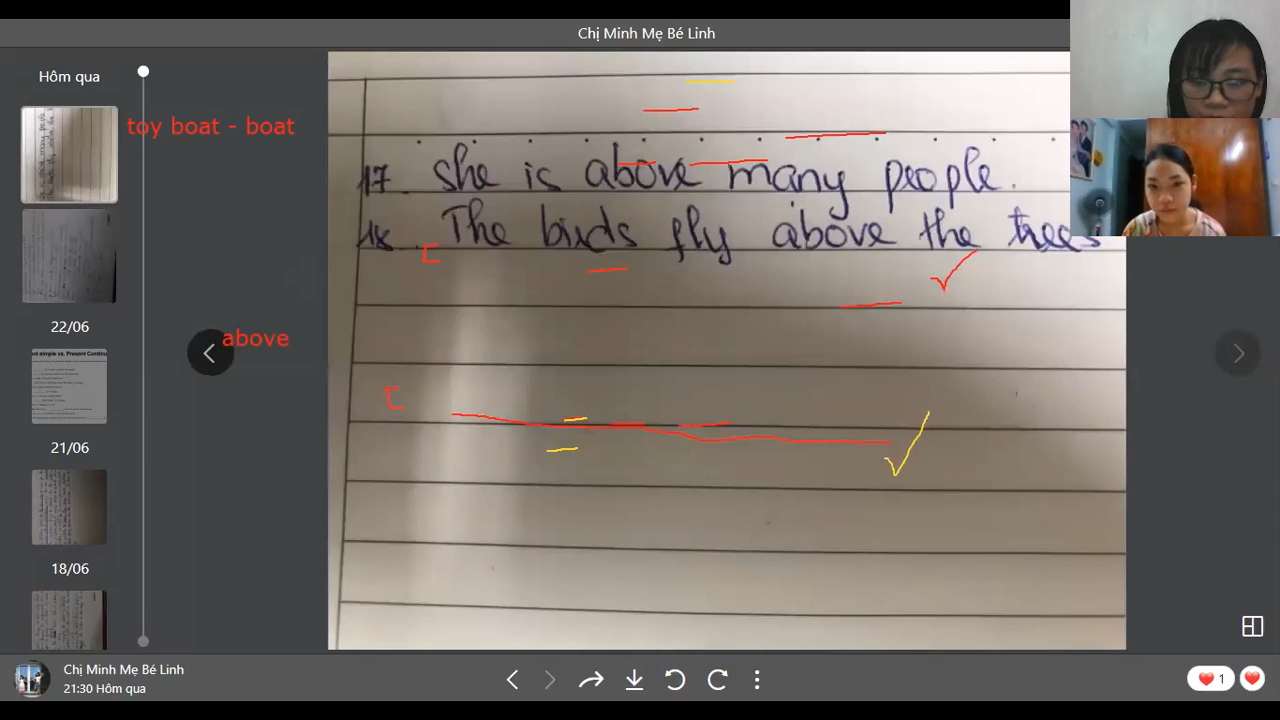 Chị Minh Mẹ Bé Linh
Hôm qua
toy boat - boat
17. She is above many people.
18. The birds fly above the trees
22/06
above
21/06
18/06
Chị Minh Mẹ Bé Linh
21:30 Hôm qua
1